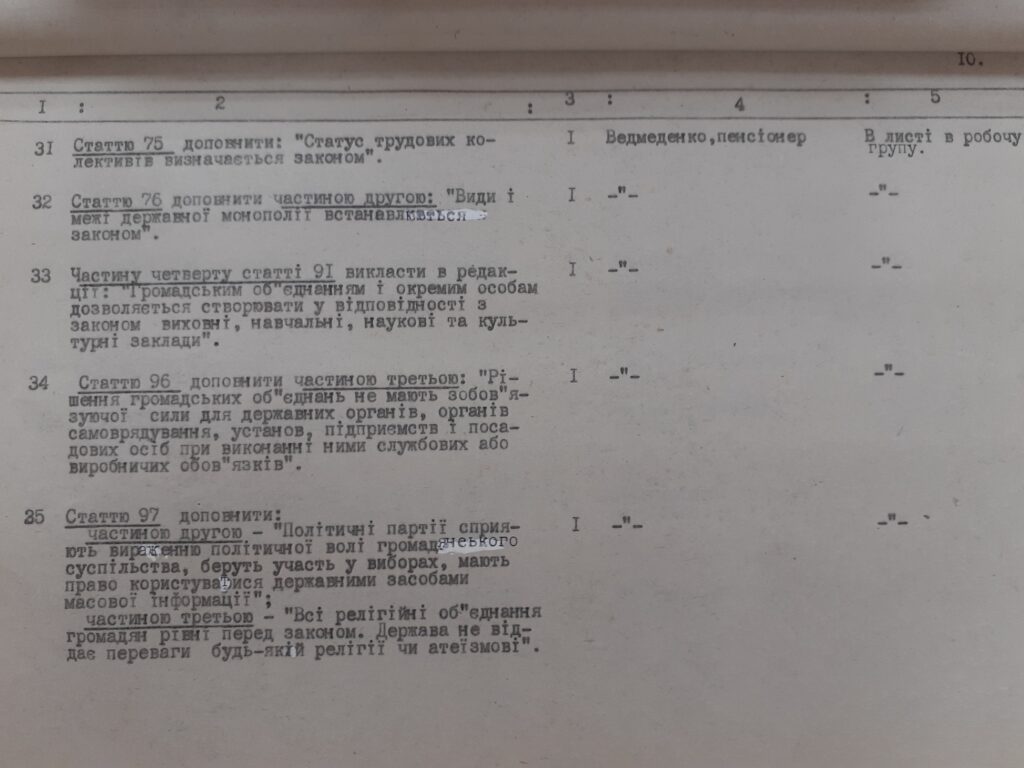 IO.
I : 2 : 3 : 4 : 5
3I Статтю 75 доповнити: "Статус трудових ко- I Ведмеденко,пенсіонер В листі в робочу
лективів визначається законом". групу.
32 Статтю 76 доповнити частиною другою: "Види і I -"- -"-
межі державної монополії встанавлюється
законом".
33 Частину четверту статті 9I викласти в редак- I -"- -"-
ції: "Громадським об"єднанням і окремим особам
дозволяється створювати у відповідності з
законом виховні, навчальні, наукові та куль-
турні заклади".
34 Статтю 96 доповнити частиною третьою: "Рі- I -"- -"-
шення громадських об"єднань не мають зобов"я-
зуючої сили для державних органів, органів
самоврядування, установ, підприємств і поса-
дових осіб при виконанні ними службових або
виробничих обов"язків".
35 Статтю 97 доповнити: I -"- -"-
частиною другою - "Політичні партії сприя-
ють вираженню політичної волі громадянського
суспільства, беруть участь у виборах, мають
право користуватися державними засобами
масової інформації";
частиною третьою - "Всі релігійні об"єднання
громадян рівні перед законом. Держава не від-
дає переваги будь-якій релігії чи атеїзмові".